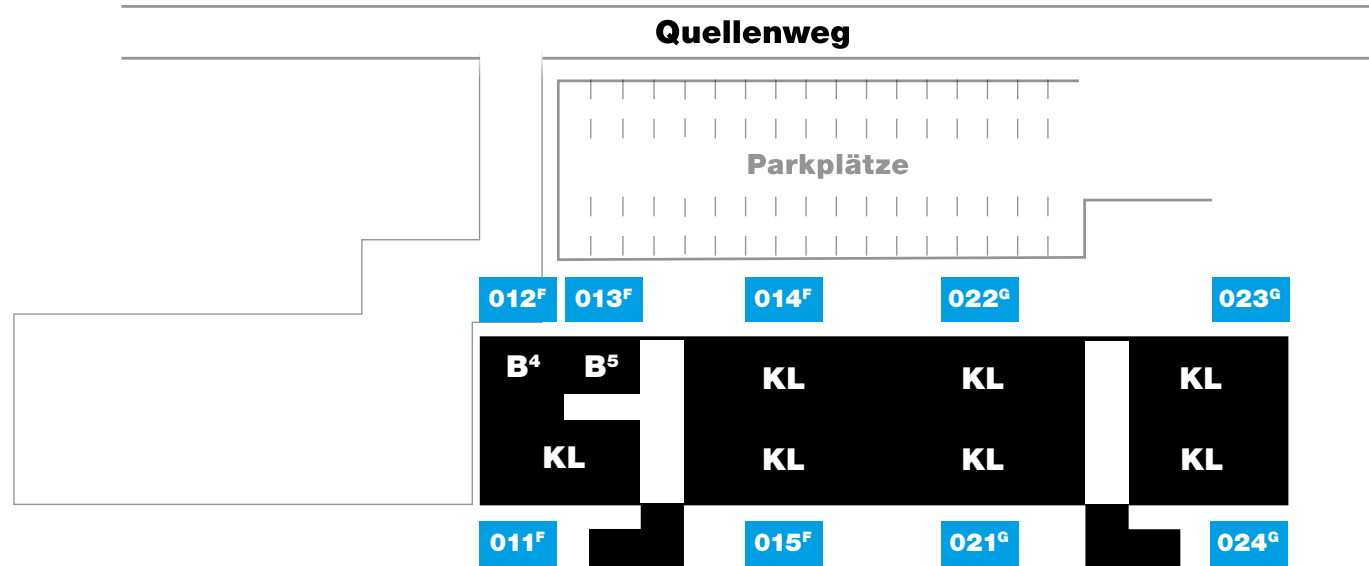 Quellenweg
Parkplätze
012F 013F 014F 022G 023G
B4 B5 KL KL KL
KL KL KL KL
011F 015F 021G 024G